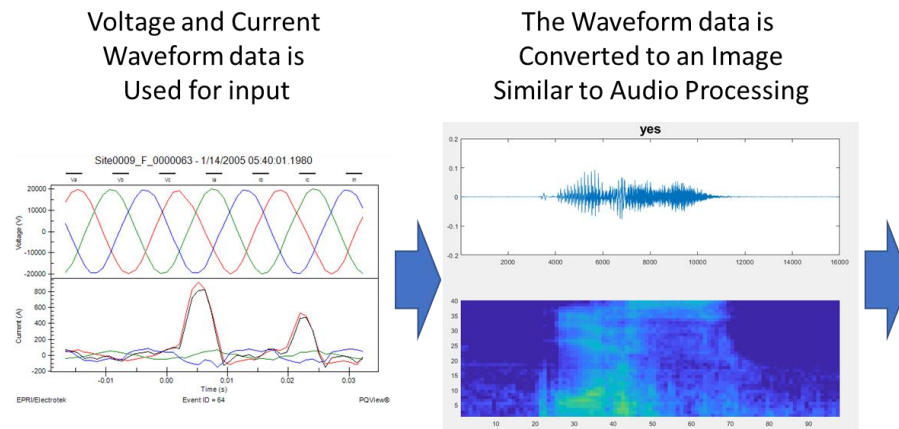 Voltage and Current
Waveform data is
Used for input
The Waveform data is
Converted to an Image
Similar to Audio Processing
Site0009_F_0000063 - 1/14/2005 05:40:01.1980
Va Vb Vc Ia Ib Ic In
20000
10000
0
-10000
-20000
Voltage (V)
800
600
400
200
0
-200
Current (A)
-0.01 0.00 0.01 0.02 0.03
Time (s)
EPRI/Electrotek Event ID = 64 PQView®
yes
0.2
0.1
0
-0.1
-0.2
2000 4000 6000 8000 10000 12000 14000 16000
40
35
30
25
20
15
10
5
10 20 30 40 50 60 70 80 90